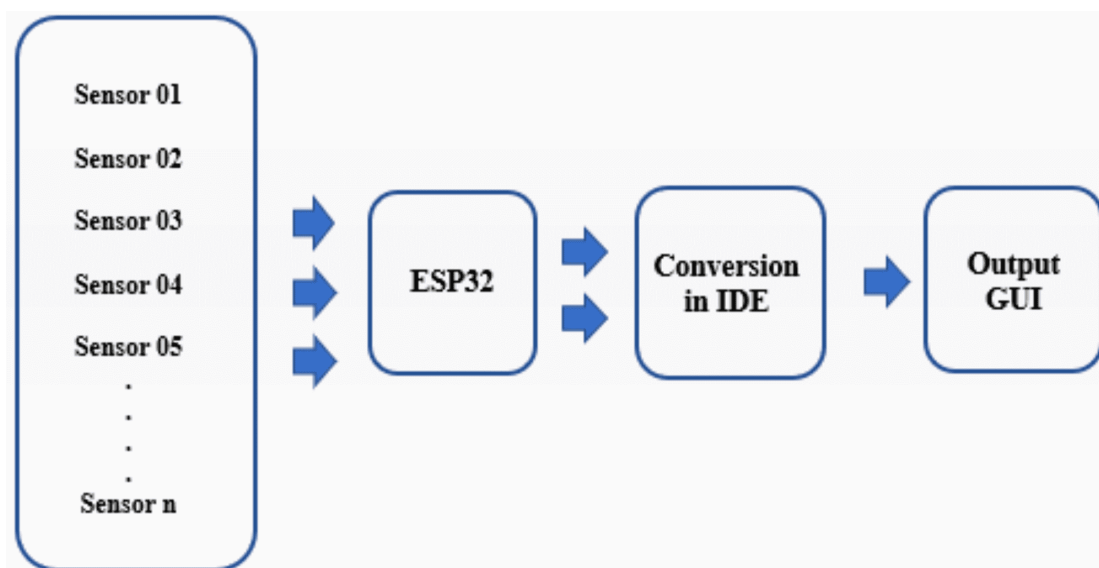 Sensor 01
Sensor 02
Sensor 03
Sensor 04
Sensor 05
.
.
.
.
Sensor n
ESP32
Conversion
in IDE
Output
GUI